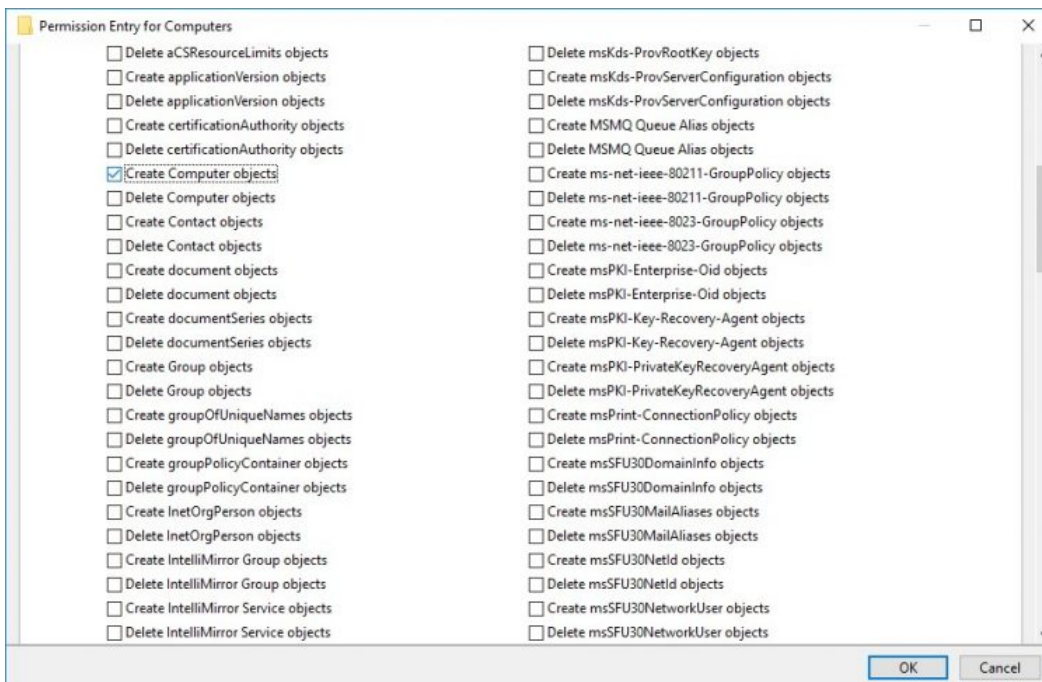 Permission Entry for Computers
Delete aCSResourceLimits objects
Create applicationVersion objects
Delete applicationVersion objects
Create certificationAuthority objects
Delete certificationAuthority objects
Create Computer objects
Delete Computer objects
Create Contact objects
Delete Contact objects
Create document objects
Delete document objects
Create documentSeries objects
Delete documentSeries objects
Create Group objects
Delete Group objects
Create groupOfUniqueNames objects
Delete groupOfUniqueNames objects
Create groupPolicyContainer objects
Delete groupPolicyContainer objects
Create InetOrgPerson objects
Delete InetOrgPerson objects
Create IntelliMirror Group objects
Delete IntelliMirror Group objects
Create IntelliMirror Service objects
Delete IntelliMirror Service objects
Delete msKds-ProvRootKey objects
Create msKds-ProvServerConfiguration objects
Delete msKds-ProvServerConfiguration objects
Create MSMQ Queue Alias objects
Delete MSMQ Queue Alias objects
Create ms-net-ieee-80211-GroupPolicy objects
Delete ms-net-ieee-80211-GroupPolicy objects
Create ms-net-ieee-8023-GroupPolicy objects
Delete ms-net-ieee-8023-GroupPolicy objects
Create msPKI-Enterprise-Oid objects
Delete msPKI-Enterprise-Oid objects
Create msPKI-Key-Recovery-Agent objects
Delete msPKI-Key-Recovery-Agent objects
Create msPKI-PrivateKeyRecoveryAgent objects
Delete msPKI-PrivateKeyRecoveryAgent objects
Create msPrint-ConnectionPolicy objects
Delete msPrint-ConnectionPolicy objects
Create msSFU30DomainInfo objects
Delete msSFU30DomainInfo objects
Create msSFU30MailAliases objects
Delete msSFU30MailAliases objects
Create msSFU30NetId objects
Delete msSFU30NetId objects
Create msSFU30NetworkUser objects
Delete msSFU30NetworkUser objects
OK
Cancel